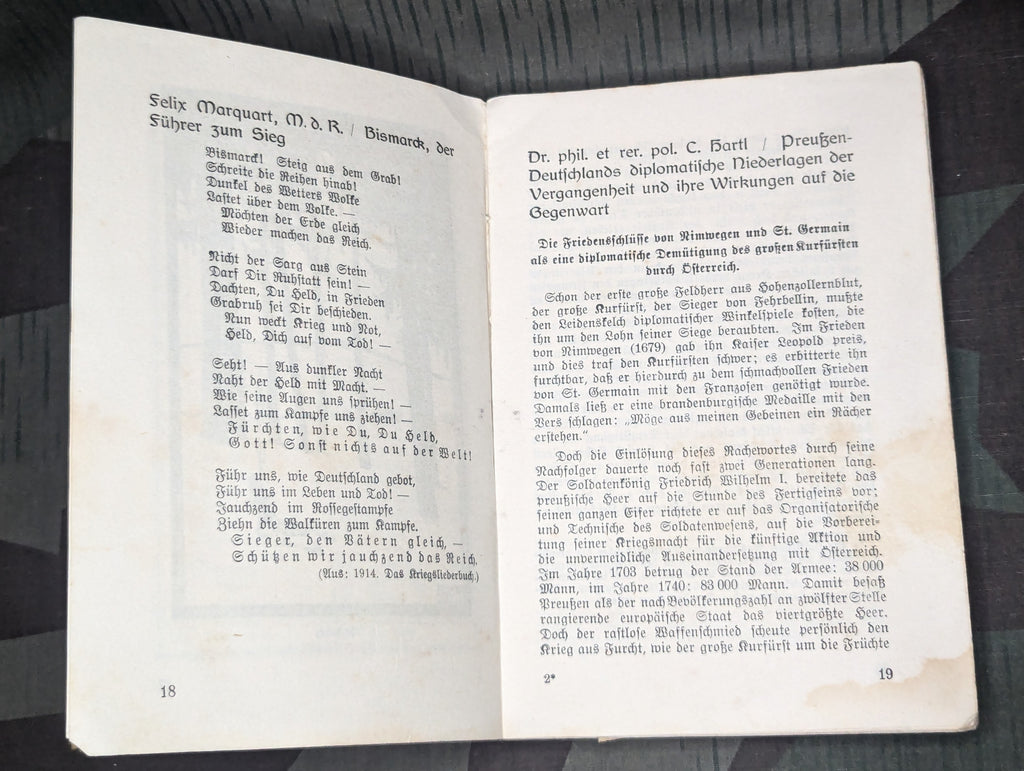 Felix Marquart, M. d. R. / Bismarck, der
Führer zum Sieg
Bismarck! Steig aus dem Grab!
Schreite die Reihen hinab!
Dunkel des Wetters Wolke
Lastet über dem Volke. —
Möchten der Erde gleich
Wieder machen das Reich.
Nicht der Sarg aus Stein
Darf Dir Ruhstatt sein! —
Dachten, Du Held, in Frieden
Grabruh sei Dir beschieden.
Nun weckt Krieg und Not,
Held, Dich auf vom Tod! —
Seht! — Aus dunkler Nacht
Naht der Held mit Macht. —
Wie seine Augen uns sprühen! —
Lasset zum Kampfe uns ziehen! —
Fürchten, wie Du, Du Held,
Gott! Sonst nichts auf der Welt!
Führ uns, wie Deutschland gebot,
Führ uns im Leben und Tod! —
Jauchzend im Rossegestampfe
Ziehn die Walküren zum Kampfe.
Sieger, den Vätern gleich, —
Schützen wir jauchzend das Reich.
(Aus: 1914. Das Kriegsliederbuch.)
18
Dr. phil. et rer. pol. C. Hartl / Preußen-
Deutschlands diplomatische Niederlagen der
Vergangenheit und ihre Wirkungen auf die
Gegenwart
Die Friedensschlüsse von Nimwegen und St. Germain
als eine diplomatische Demütigung des großen Kurfürsten
durch Österreich.
Schon der erste große Feldherr aus Hohenzollernblut,
der große Kurfürst, der Sieger von Fehrbellin, mußte
den Leidenskelch diplomatischer Winkelspiele kosten, die
ihn um den Lohn seiner Siege beraubten. Im Frieden
von Nimwegen (1679) gab ihn Kaiser Leopold preis,
und dies traf den Kurfürsten schwer; es erbitterte ihn
furchtbar, daß er hierdurch zu dem schmachvollen Frieden
von St. Germain mit den Franzosen genötigt wurde.
Damals ließ er eine brandenburgische Medaille mit den
Vers schlagen: „Möge aus meinen Gebeinen ein Rächer
erstehen.“
Doch die Einlösung dieses Rachewortes durch seine
Nachfolger dauerte noch fast zwei Generationen lang.
Der Soldatenkönig Friedrich Wilhelm I. bereitete das
preußische Heer auf die Stunde des Fertigseins vor;
seinen ganzen Eifer richtete er auf das Organisatorische
und Technische des Soldatenwesens, auf die Vorberei-
tung seiner Kriegsmacht für die künftige Aktion und
die unvermeidliche Auseinandersetzung mit Österreich.
Im Jahre 1703 betrug der Stand der Armee: 38 000
Mann, im Jahre 1740: 83 000 Mann. Damit besaß
Preußen als der nach Bevölkerungszahl an zwölfter Stelle
rangierende europäische Staat das viertgrößte Heer.
Doch der rastlose Waffenschmied scheute persönlich den
Krieg aus Furcht, wie der große Kurfürst um die Früchte
2*
19